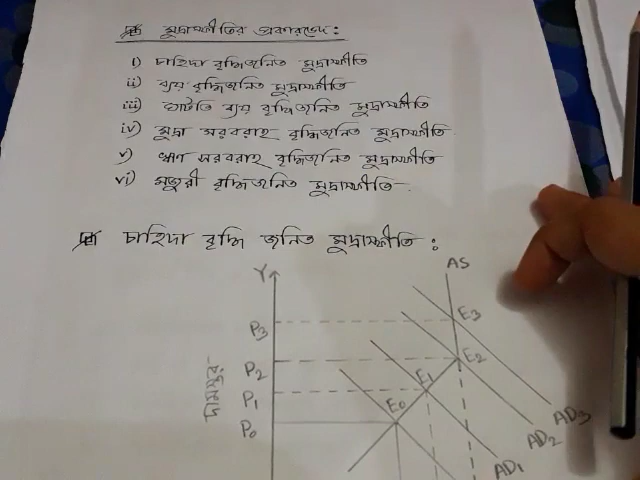 মুদ্রাস্ফীতির প্রকারভেদ :
i) চাহিদা বৃদ্ধিজনিত মুদ্রাস্ফীতি
ii) ব্যয় বৃদ্ধিজনিত মুদ্রাস্ফীতি
iii) ঘাটতি ব্যয় বৃদ্ধিজনিত মুদ্রাস্ফীতি
iv) মুদ্রা সরবরাহ বৃদ্ধিজনিত মুদ্রাস্ফীতি
v) ঋণ সরবরাহ বৃদ্ধিজনিত মুদ্রাস্ফীতি
vi) মজুরী বৃদ্ধিজনিত মুদ্রাস্ফীতি
চাহিদা বৃদ্ধি জনিত মুদ্রাস্ফীতি :
Y
AS
P3
E3
P2
E2
দামস্তর
P1
E1
P0
E0
AD3
AD2
AD1